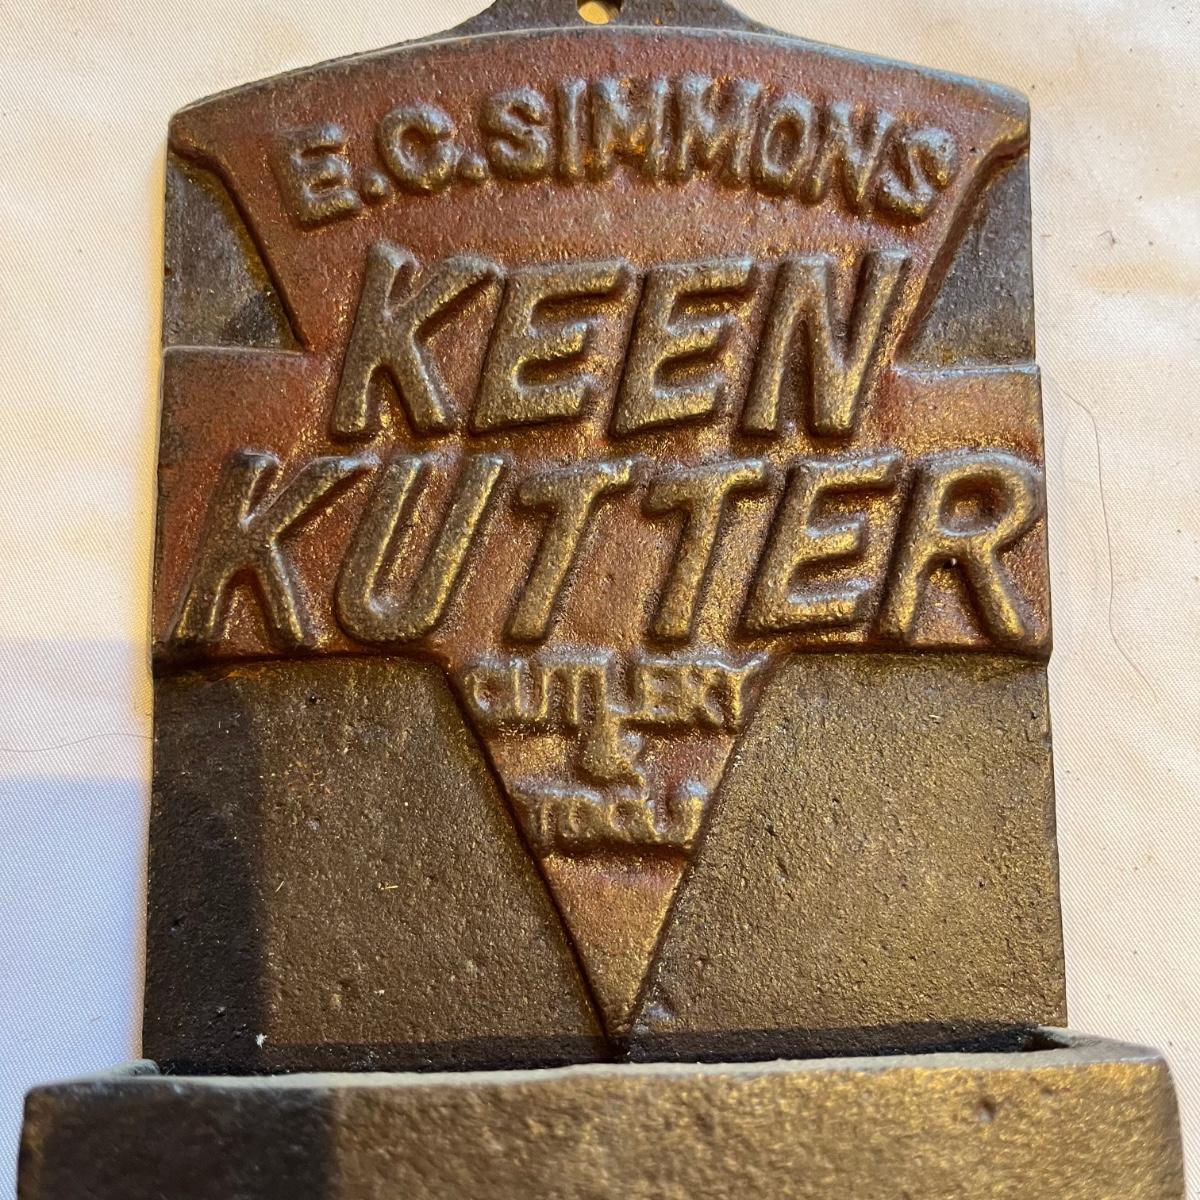 E.C.SIMMONS
KEEN
KUTTER
CUTLERY
&
TOOLS